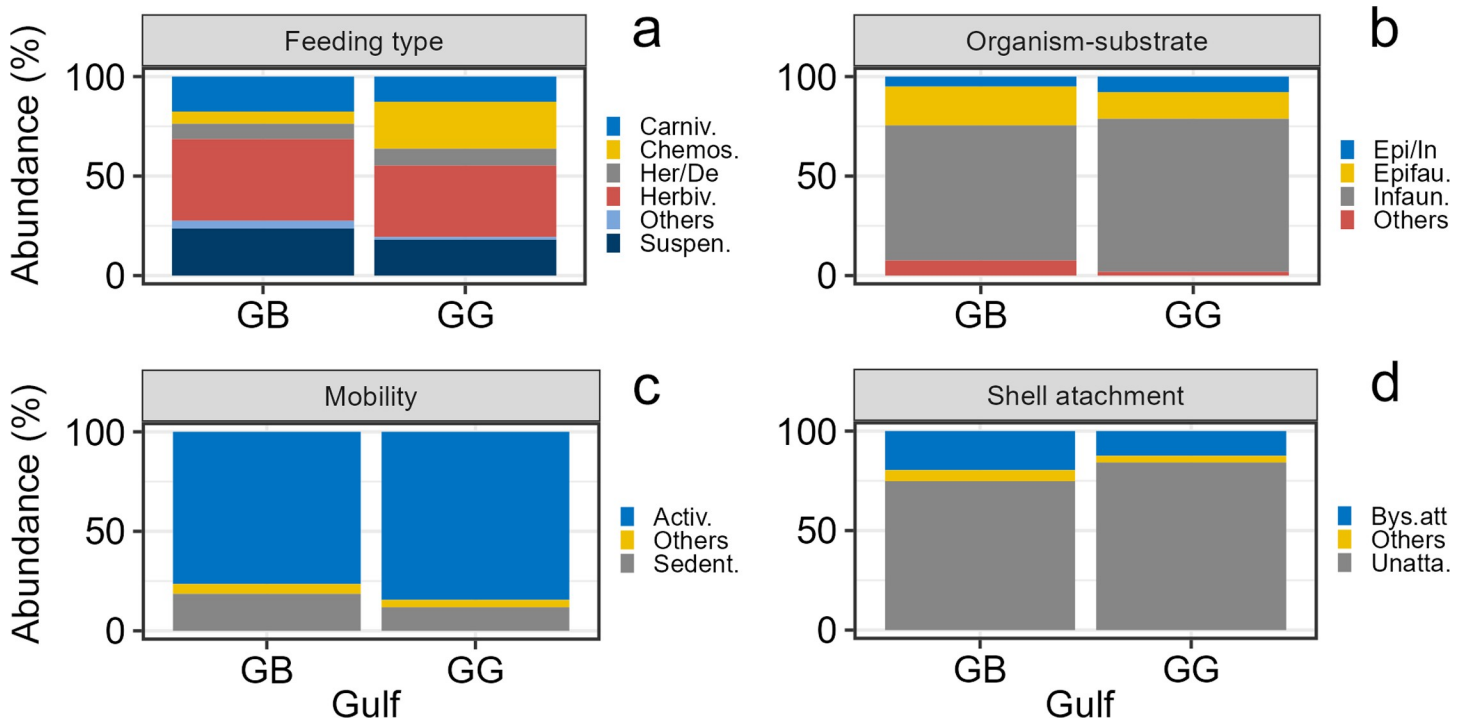 Feeding type
a
Abundance (%)
100
50
0
GB
GG
Carniv.
Chemos.
Her/De
Herbiv.
Others
Suspen.
Organism-substrate
b
100
50
0
GB
GG
Epi/In
Epifau.
Infaun.
Others
Mobility
c
Abundance (%)
100
50
0
GB
GG
Gulf
Activ.
Others
Sedent.
Shell atachment
d
100
50
0
GB
GG
Gulf
Bys.att
Others
Unatta.